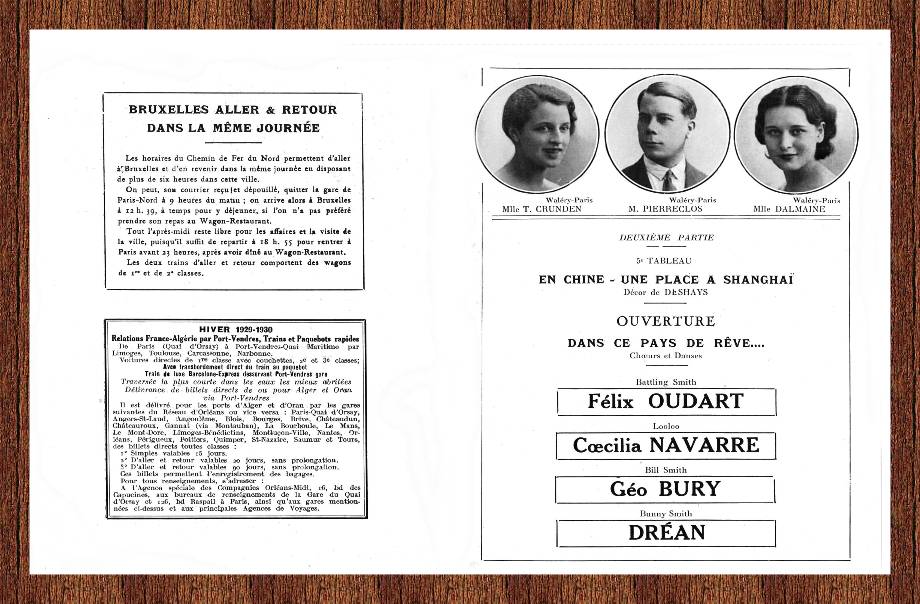 BRUXELLES ALLER & RETOUR
DANS LA MÊME JOURNÉE
Les horaires du Chemin de Fer du Nord permettent d'aller
à Bruxelles et d'en revenir dans la même journée en disposant
de plus de six heures dans cette ville.
On peut, son courrier reçu et dépouillé, quitter la gare de
Paris-Nord à 9 heures du matin ; on arrive alors à Bruxelles
à 12 h. 39, à temps pour y déjeuner, si l'on n'a pas préféré
prendre son repas au Wagon-Restaurant.
Tout l'après-midi reste libre pour les affaires et la visite de
la ville, puisqu'il suffit de repartir à 18 h. 55 pour rentrer à
Paris avant 23 heures, après avoir dîné au Wagon-Restaurant.
Les deux trains d'aller et retour comportent des wagons
de 1re et de 2e classes.
HIVER 1929-1930
Relations France-Algérie par Port-Vendres, Trains et Paquebots rapides
De Paris (Quai d'Orsay) à Port-Vendres-Quai Maritime par
Limoges, Toulouse, Carcassonne, Narbonne.
Voitures directes de 1re classe avec couchettes, 2e et 3e classes;
Avec transbordement direct du train au paquebot
Train de luxe Barcelone-Express desservant Port-Vendres gare
Traversée la plus courte dans les eaux les mieux abritées
Délivrance de billets directs de ou pour Alger et Oran
via Port-Vendres
Il est délivré pour les ports d'Alger et d'Oran par les gares
suivantes du Réseau d'Orléans ou vice versa : Paris-Quai d'Orsay,
Angers-St-Laud, Angoulême, Blois, Bourges, Brive, Châteaudun,
Châteauroux, Gannat (via Montauban), La Bourboule, Le Mans,
Le Mont-Dore, Limoges-Bénédictins, Montluçon-Ville, Nantes, Or-
léans, Périgueux, Poitiers, Quimper, St-Nazaire, Saumur et Tours,
des billets directs toutes classes :
1° Simples valables 15 jours.
2° D'aller et retour valables 90 jours, sans prolongation.
3° D'aller et retour valables 90 jours, sans prolongation.
Ces billets permettent l'enregistrement des bagages.
Pour tous renseignements, s'adresser :
A l'Agence spéciale des Compagnies Orléans-Midi, 16, bd des
Capucines, aux bureaux de renseignements de la Gare du Quai
d'Orsay et 126, bd Raspail à Paris, ainsi qu'aux gares mention-
nées ci-dessus et aux principales Agences de Voyages.
Waléry-Paris Waléry-Paris Waléry-Paris
Mlle T. CRUNDEN M. PIERRECLOS Mlle DALMAINE
DEUXIÈME PARTIE
5e TABLEAU
EN CHINE - UNE PLACE A SHANGHAÏ
Décor de DESHAYS
OUVERTURE
DANS CE PAYS DE RÊVE....
Chœurs et Danses
Battling Smith
Félix OUDART
Looloo
Cœcilia NAVARRE
Bill Smith
Géo BURY
Bunny Smith
DRÉAN